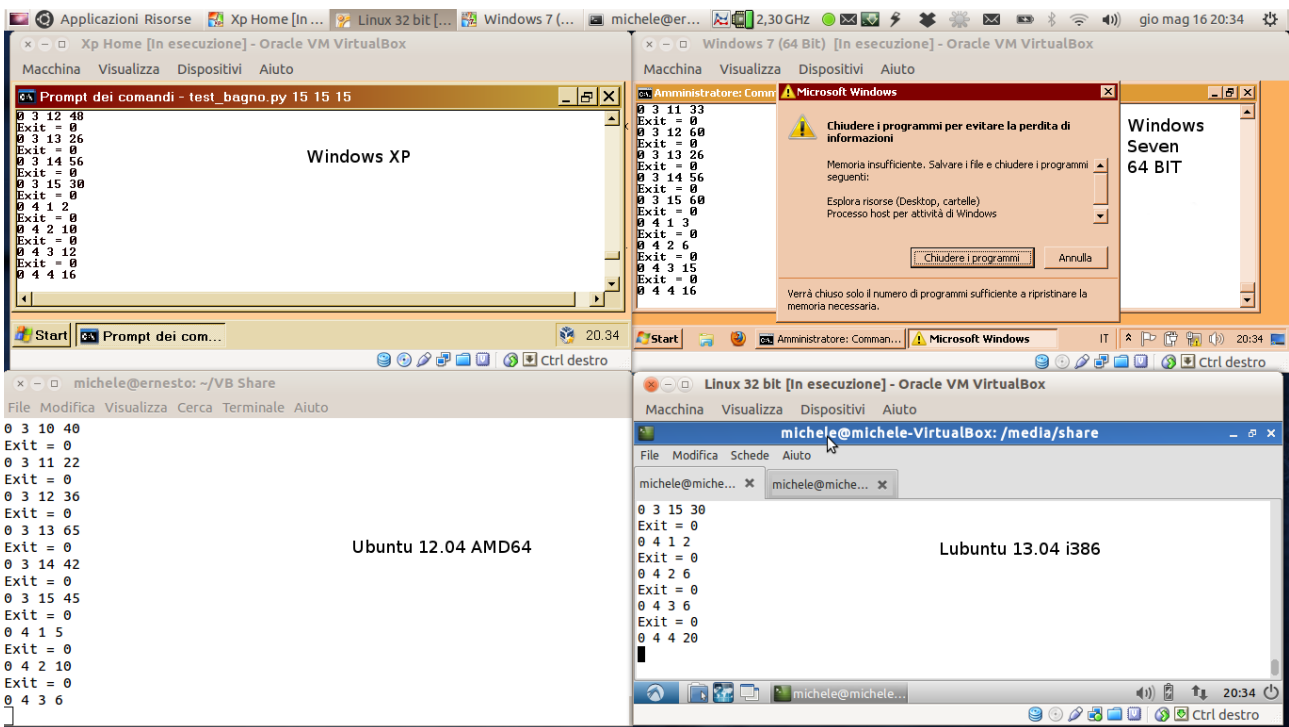 Applicazioni Risorse Xp Home [In ... Linux 32 bit [... Windows 7 (... michele@er... 2,30 GHz gio mag 16 20:34
Xp Home [In esecuzione] - Oracle VM VirtualBox
Macchina Visualizza Dispositivi Aiuto
Prompt dei comandi - test_bagno.py 15 15 15
0 3 12 48
Exit = 0
0 3 13 26
Exit = 0
0 3 14 56
Exit = 0
0 3 15 30
Exit = 0
0 4 1 2
Exit = 0
0 4 2 10
Exit = 0
0 4 3 12
Exit = 0
0 4 4 16
Windows XP
Start Prompt dei com... 20.34
Ctrl destro
Windows 7 (64 Bit) [In esecuzione] - Oracle VM VirtualBox
Macchina Visualizza Dispositivi Aiuto
Amministratore: Comm
0 3 11 33
Exit = 0
0 3 12 60
Exit = 0
0 3 13 26
Exit = 0
0 3 14 56
Exit = 0
0 3 15 60
Exit = 0
0 4 1 3
Exit = 0
0 4 2 6
Exit = 0
0 4 3 15
Exit = 0
0 4 4 16
Microsoft Windows
Chiudere i programmi per evitare la perdita di
informazioni
Memoria insufficiente. Salvare i file e chiudere i programmi
seguenti:
Esplora risorse (Desktop, cartelle)
Processo host per attività di Windows
Chiudere i programmi Annulla
Verrà chiuso solo il numero di programmi sufficiente a ripristinare la
memoria necessaria.
Windows
Seven
64 BIT
Start Amministratore: Comman... Microsoft Windows IT 20:34
Ctrl destro
michele@ernesto: ~/VB Share
File Modifica Visualizza Cerca Terminale Aiuto
0 3 10 40
Exit = 0
0 3 11 22
Exit = 0
0 3 12 36
Exit = 0
0 3 13 65
Exit = 0
0 3 14 42
Exit = 0
0 3 15 45
Exit = 0
0 4 1 5
Exit = 0
0 4 2 10
Exit = 0
0 4 3 6
Ubuntu 12.04 AMD64
Linux 32 bit [In esecuzione] - Oracle VM VirtualBox
Macchina Visualizza Dispositivi Aiuto
michele@michele-VirtualBox: /media/share
File Modifica Schede Aiuto
michele@miche... michele@miche...
0 3 15 30
Exit = 0
0 4 1 2
Exit = 0
0 4 2 6
Exit = 0
0 4 3 6
Exit = 0
0 4 4 20
Lubuntu 13.04 i386
michele@michele... 20:34
Ctrl destro